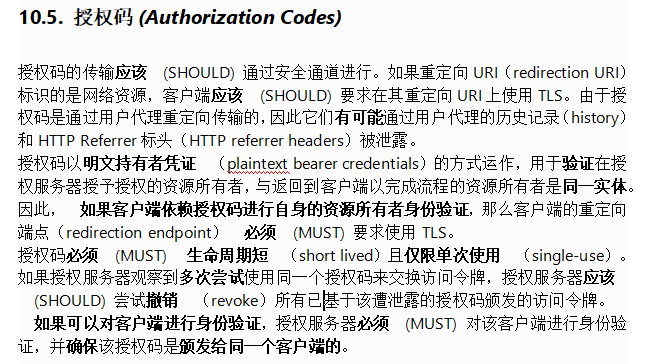 10.5. 授权码 (Authorization Codes)
授权码的传输应该 (SHOULD) 通过安全通道进行。如果重定向 URI（redirection URI）
标识的是网络资源，客户端应该 (SHOULD) 要求在其重定向 URI 上使用 TLS。由于授
权码是通过用户代理重定向传输的，因此它们有可能通过用户代理的历史记录（history）
和 HTTP Referrer 标头（HTTP referrer headers）被泄露。
授权码以明文持有者凭证 （plaintext bearer credentials）的方式运作，用于验证在授
权服务器授予授权的资源所有者，与返回到客户端以完成流程的资源所有者是同一实体。
因此， 如果客户端依赖授权码进行自身的资源所有者身份验证，那么客户端的重定向
端点（redirection endpoint） 必须 (MUST) 要求使用 TLS。
授权码必须 (MUST) 生命周期短 （short lived）且仅限单次使用 （single-use）。
如果授权服务器观察到多次尝试使用同一个授权码来交换访问令牌，授权服务器应该
(SHOULD) 尝试撤销 （revoke）所有已基于该遭泄露的授权码颁发的访问令牌。
如果可以对客户端进行身份验证，授权服务器必须 (MUST) 对该客户端进行身份验
证，并确保该授权码是颁发给同一个客户端的。